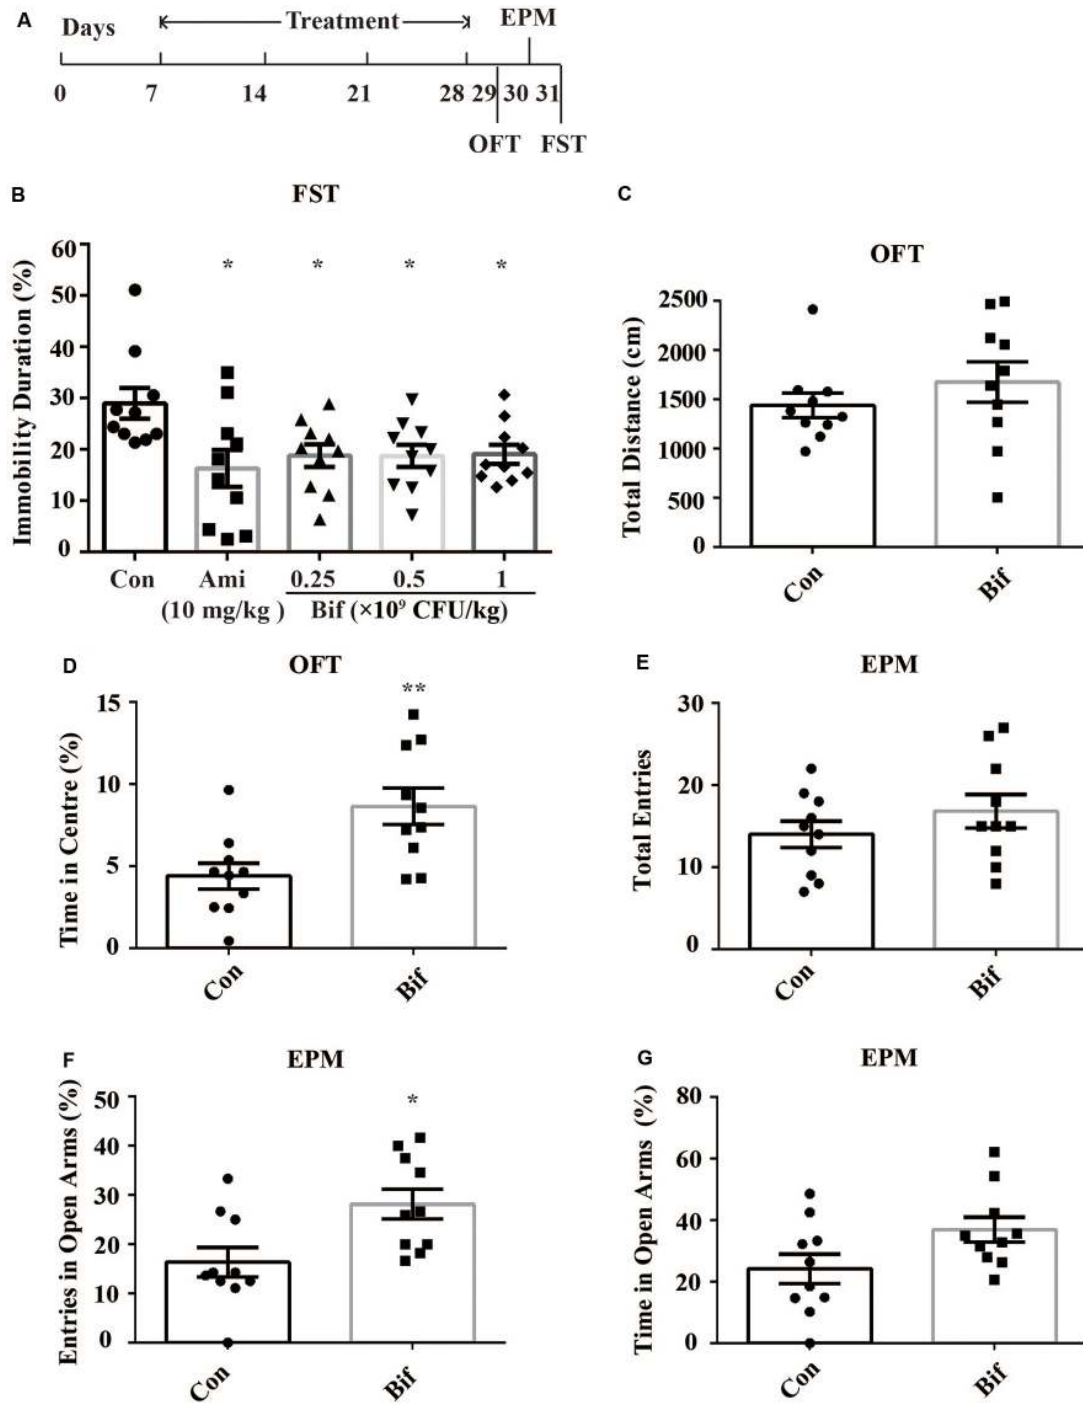 A
Days
Treatment
EPM
0 7 14 21 28 29 30 31
OFT FST
B
FST
Immobility Duration (%)
60
50
40
30
20
10
0
* * * *
Con Ami 0.25 0.5 1
(10 mg/kg ) Bif (×10⁹ CFU/kg)
C
OFT
Total Distance (cm)
2500
2000
1500
1000
500
0
Con Bif
D
OFT
Time in Centre (%)
15
10
5
0
**
Con Bif
E
EPM
Total Entries
30
20
10
0
Con Bif
F
EPM
Entries in Open Arms (%)
50
40
30
20
10
0
*
Con Bif
G
EPM
Time in Open Arms (%)
80
60
40
20
0
Con Bif